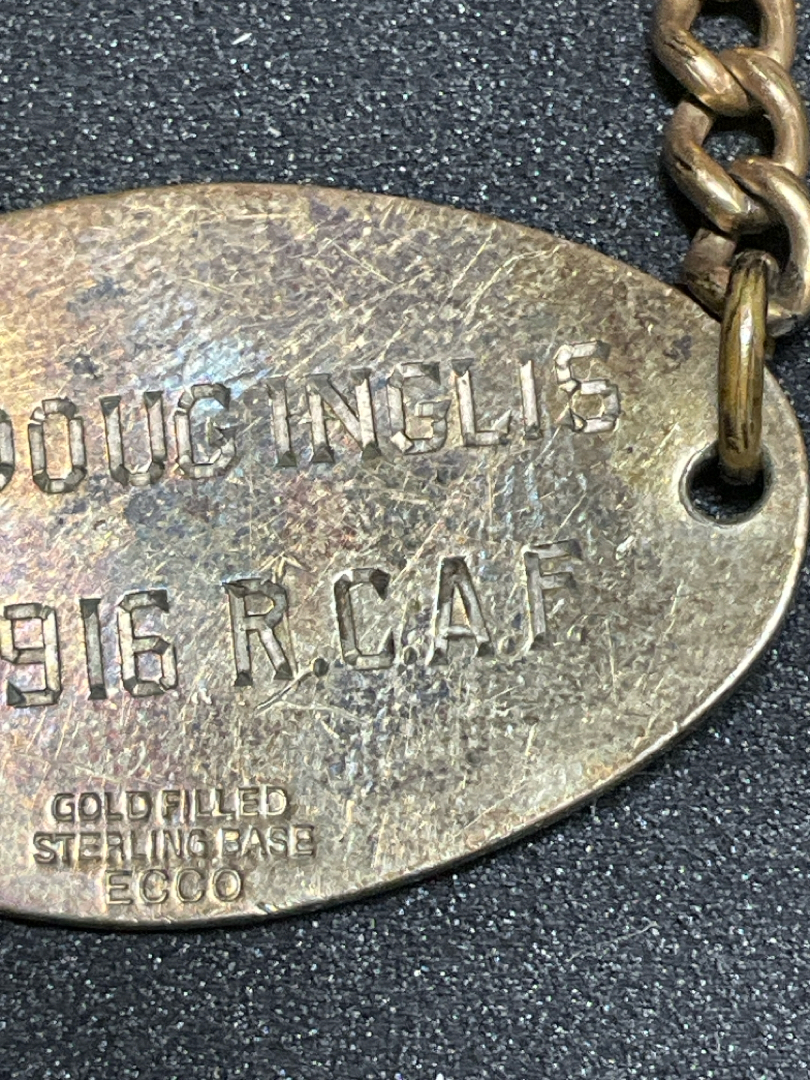 DOUG INGLIS
916 R.C.A.F
GOLD FILLED
STERLING BASE
ECCO